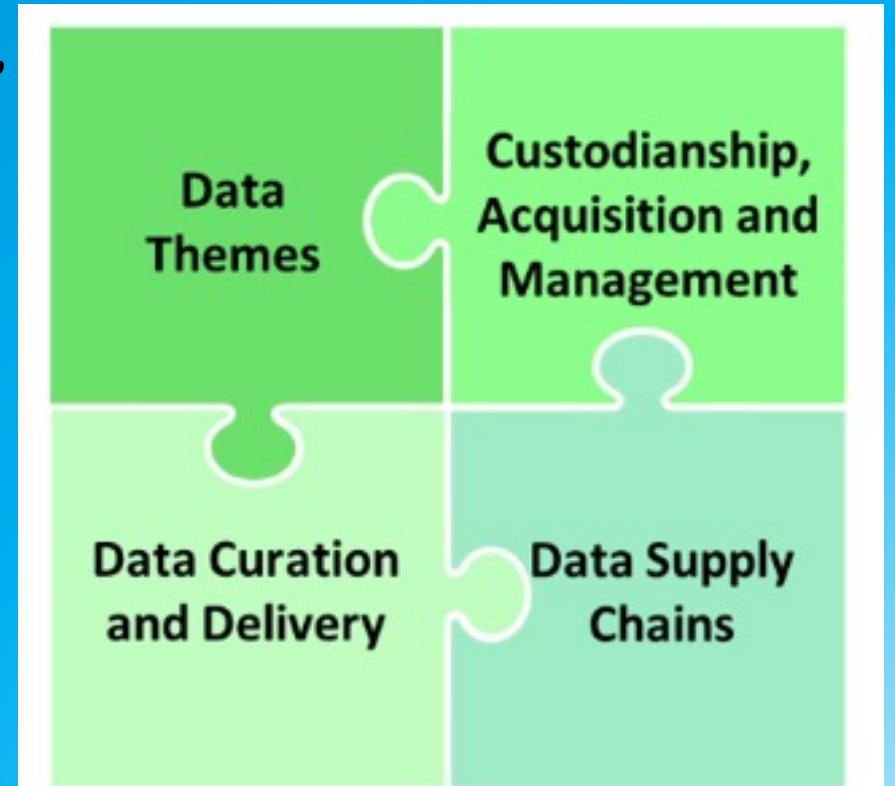 Data
Themes
Custodianship,
Acquisition and
Management
Data Curation
and Delivery
Data Supply
Chains